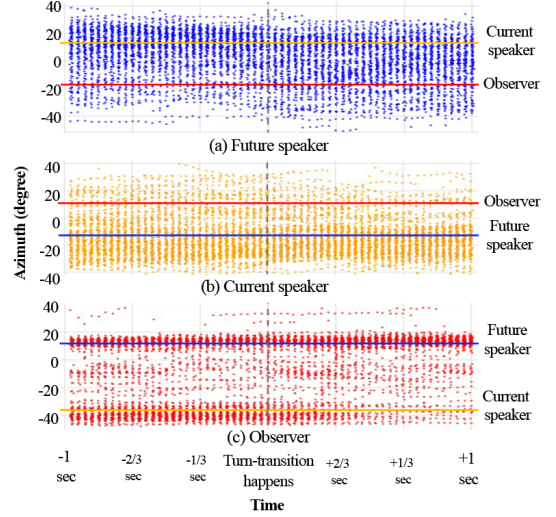 40
20
0
-20
-40
Current
speaker
Observer
(a) Future speaker
Azimuth (degree)
40
20
0
-20
-40
Observer
Future
speaker
(b) Current speaker
40
20
0
-20
-40
Future
speaker
Current
speaker
(c) Observer
-1
sec
-2/3
sec
-1/3
sec
Turn-transition
happens
+2/3
sec
+1/3
sec
+1
sec
Time